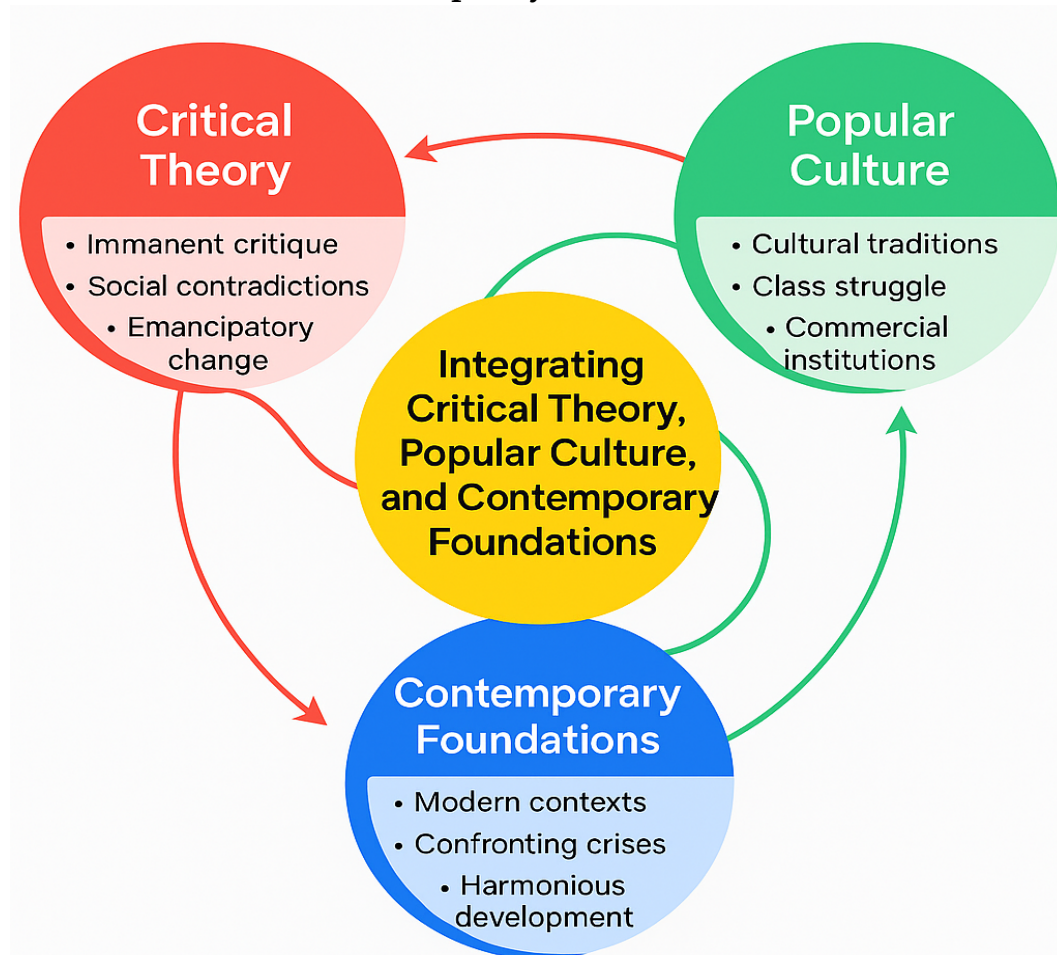 Critical
Theory
• Immanent critique
• Social contradictions
• Emancipatory
change
Popular
Culture
• Cultural traditions
• Class struggle
• Commercial
institutions
Integrating
Critical Theory,
Popular Culture,
and Contemporary
Foundations
Contemporary
Foundations
• Modern contexts
• Confronting crises
• Harmonious
development